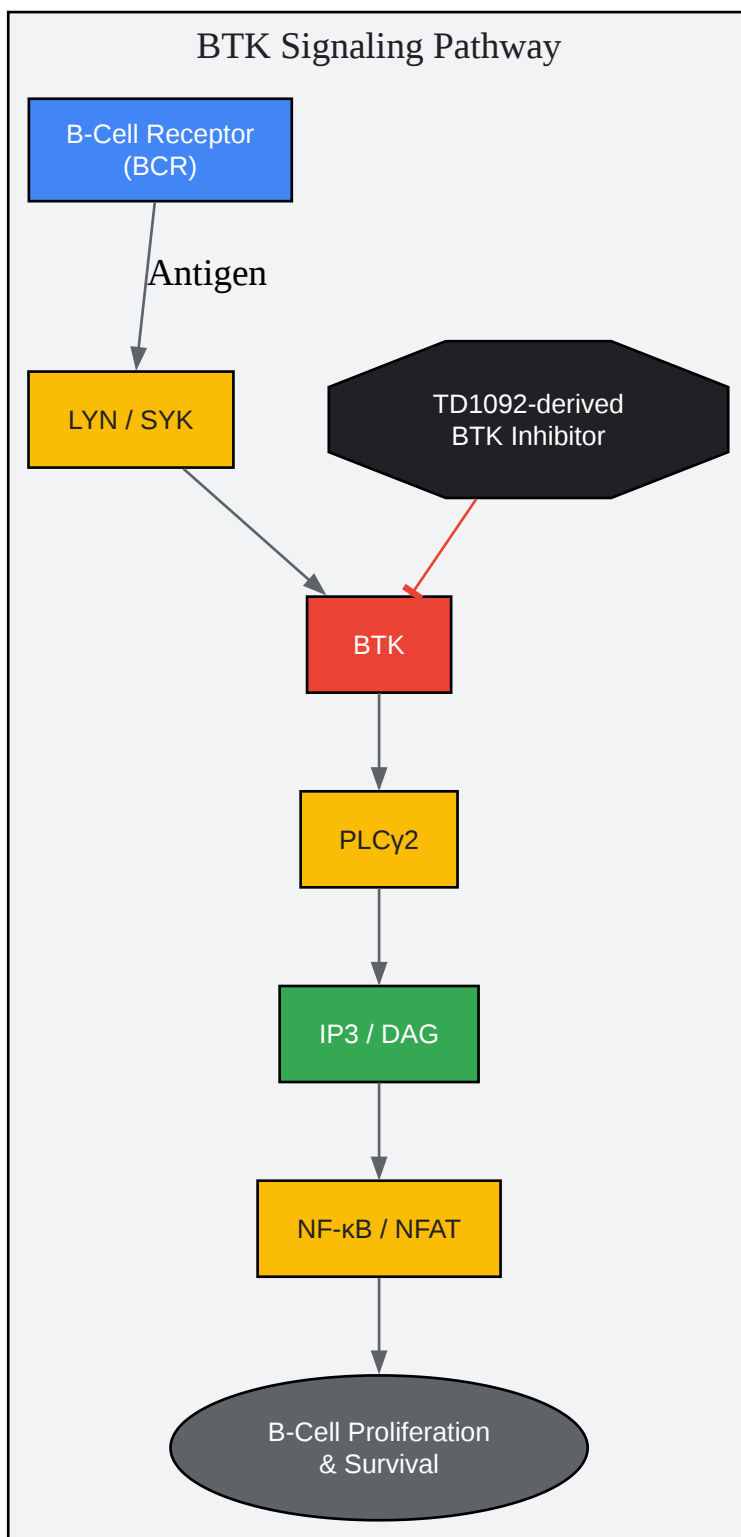 BTK Signaling Pathway
B-Cell Receptor
(BCR)
Antigen
LYN / SYK
TD1092-derived
BTK Inhibitor
BTK
PLCγ2
IP3 / DAG
NF-κB / NFAT
B-Cell Proliferation
& Survival